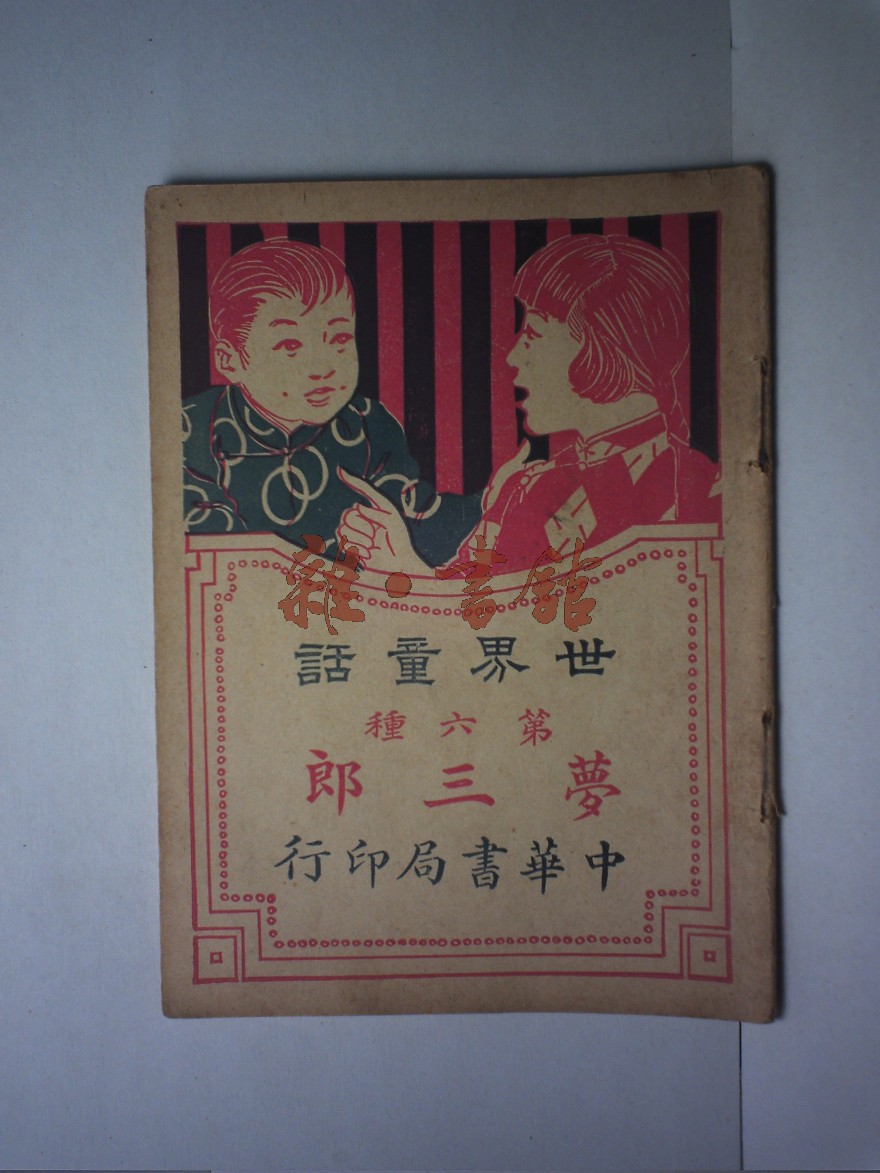 雜·書館
世界童話
第六種
夢三郎
中華書局印行